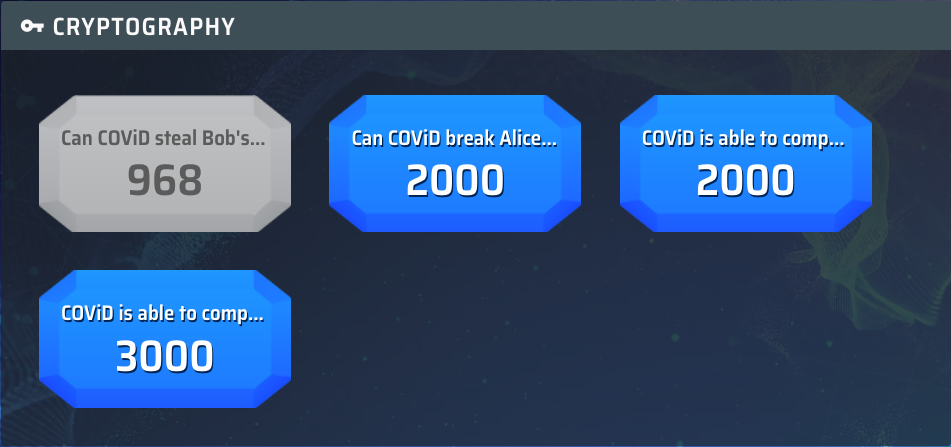 CRYPTOGRAPHY
Can COViD steal Bob's...
968
Can COViD break Alice...
2000
COViD is able to comp...
2000
COViD is able to comp...
3000